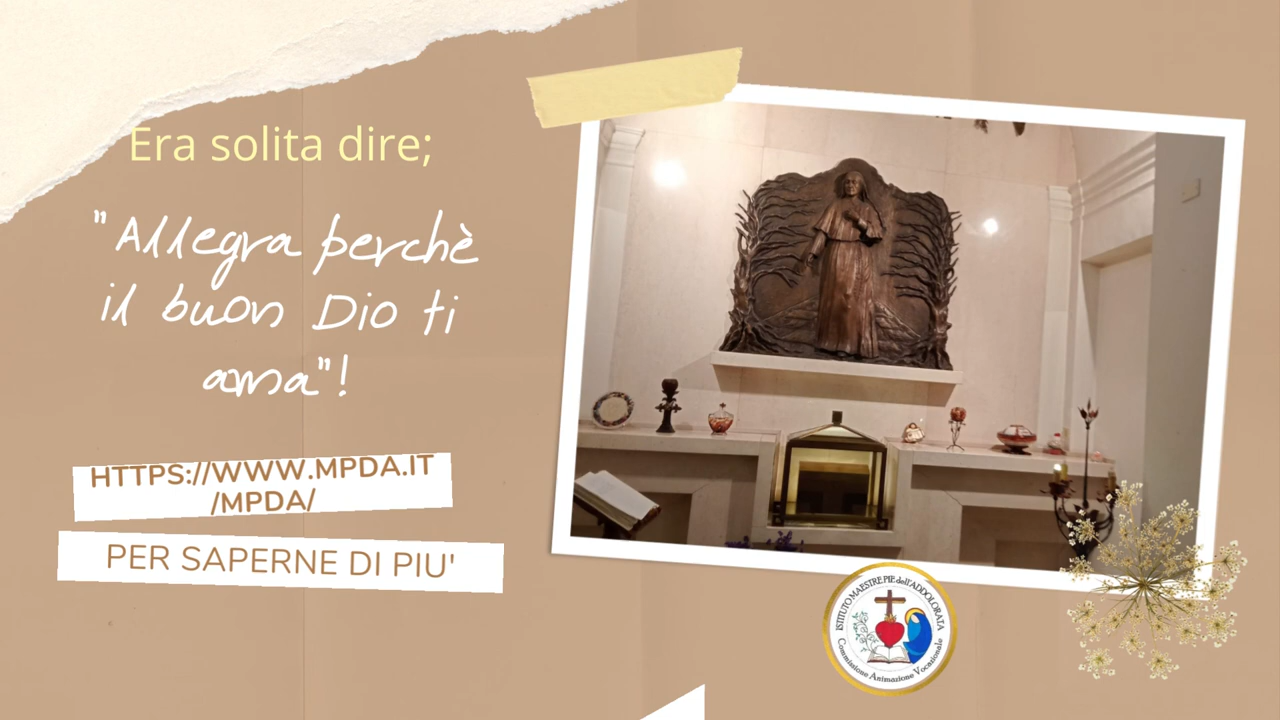 Era solita dire;
"Allegra perchè
il buon Dio ti
ama"!
HTTPS://WWW.MPDA.IT
/MPDA/
PER SAPERNE DI PIU'
ISTITUTO MAESTRE PIE dell'ADDOLORATA
Commissione Animazione Vocazionale